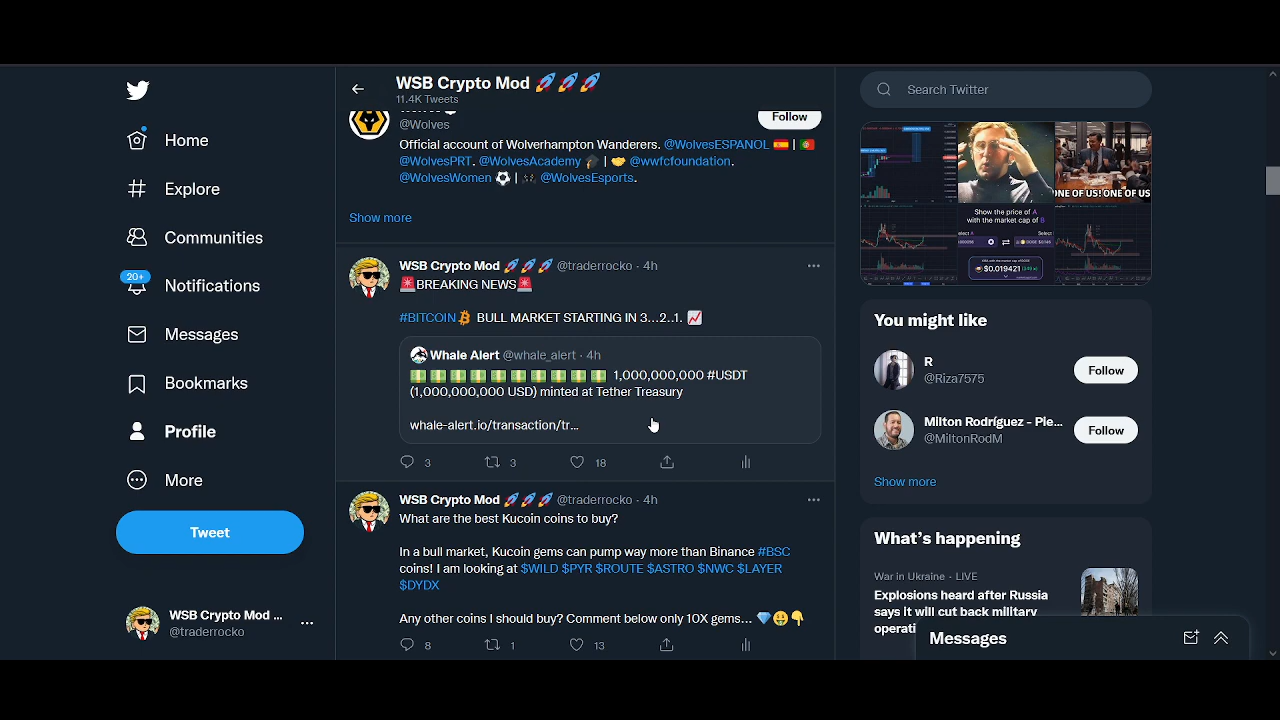 Home
Explore
Communities
20+
Notifications
Messages
Bookmarks
Profile
More
Tweet
WSB Crypto Mod ...
@traderrocko
WSB Crypto Mod 🚀🚀🚀
11.4K Tweets
@Wolves
Follow
Official account of Wolverhampton Wanderers. @WolvesESPANOL 🇪🇸 | 🇵🇹
@WolvesPRT. @WolvesAcademy 🎓 | 🤝 @wwfcfoundation.
@WolvesWomen ⚽ | 🎮 @WolvesEsports.
Show more
WSB Crypto Mod 🚀🚀🚀 @traderrocko · 4h
🚨BREAKING NEWS🚨
#BITCOIN BULL MARKET STARTING IN 3...2..1. 📈
Whale Alert @whale_alert · 4h
💵 💵 💵 💵 💵 💵 💵 💵 💵 💵 1,000,000,000 #USDT
(1,000,000,000 USD) minted at Tether Treasury
whale-alert.io/transaction/tr...
3 3 18
WSB Crypto Mod 🚀🚀🚀 @traderrocko · 4h
What are the best Kucoin coins to buy?
In a bull market, Kucoin gems can pump way more than Binance #BSC
coins! I am looking at $WILD $PYR $ROUTE $ASTRO $NWC $LAYER
$DYDX
Any other coins I should buy? Comment below only 10X gems... 💎🤑👇
8 1 13
Search Twitter
ONE OF US! ONE OF US
Show the price of A
with the market cap of B
$0.019421
You might like
R
@Riza7575
Follow
Milton Rodríguez - Ple...
@MiltonRodM
Follow
Show more
What's happening
War in Ukraine · LIVE
Explosions heard after Russia
says it will cut back military
operati
Messages